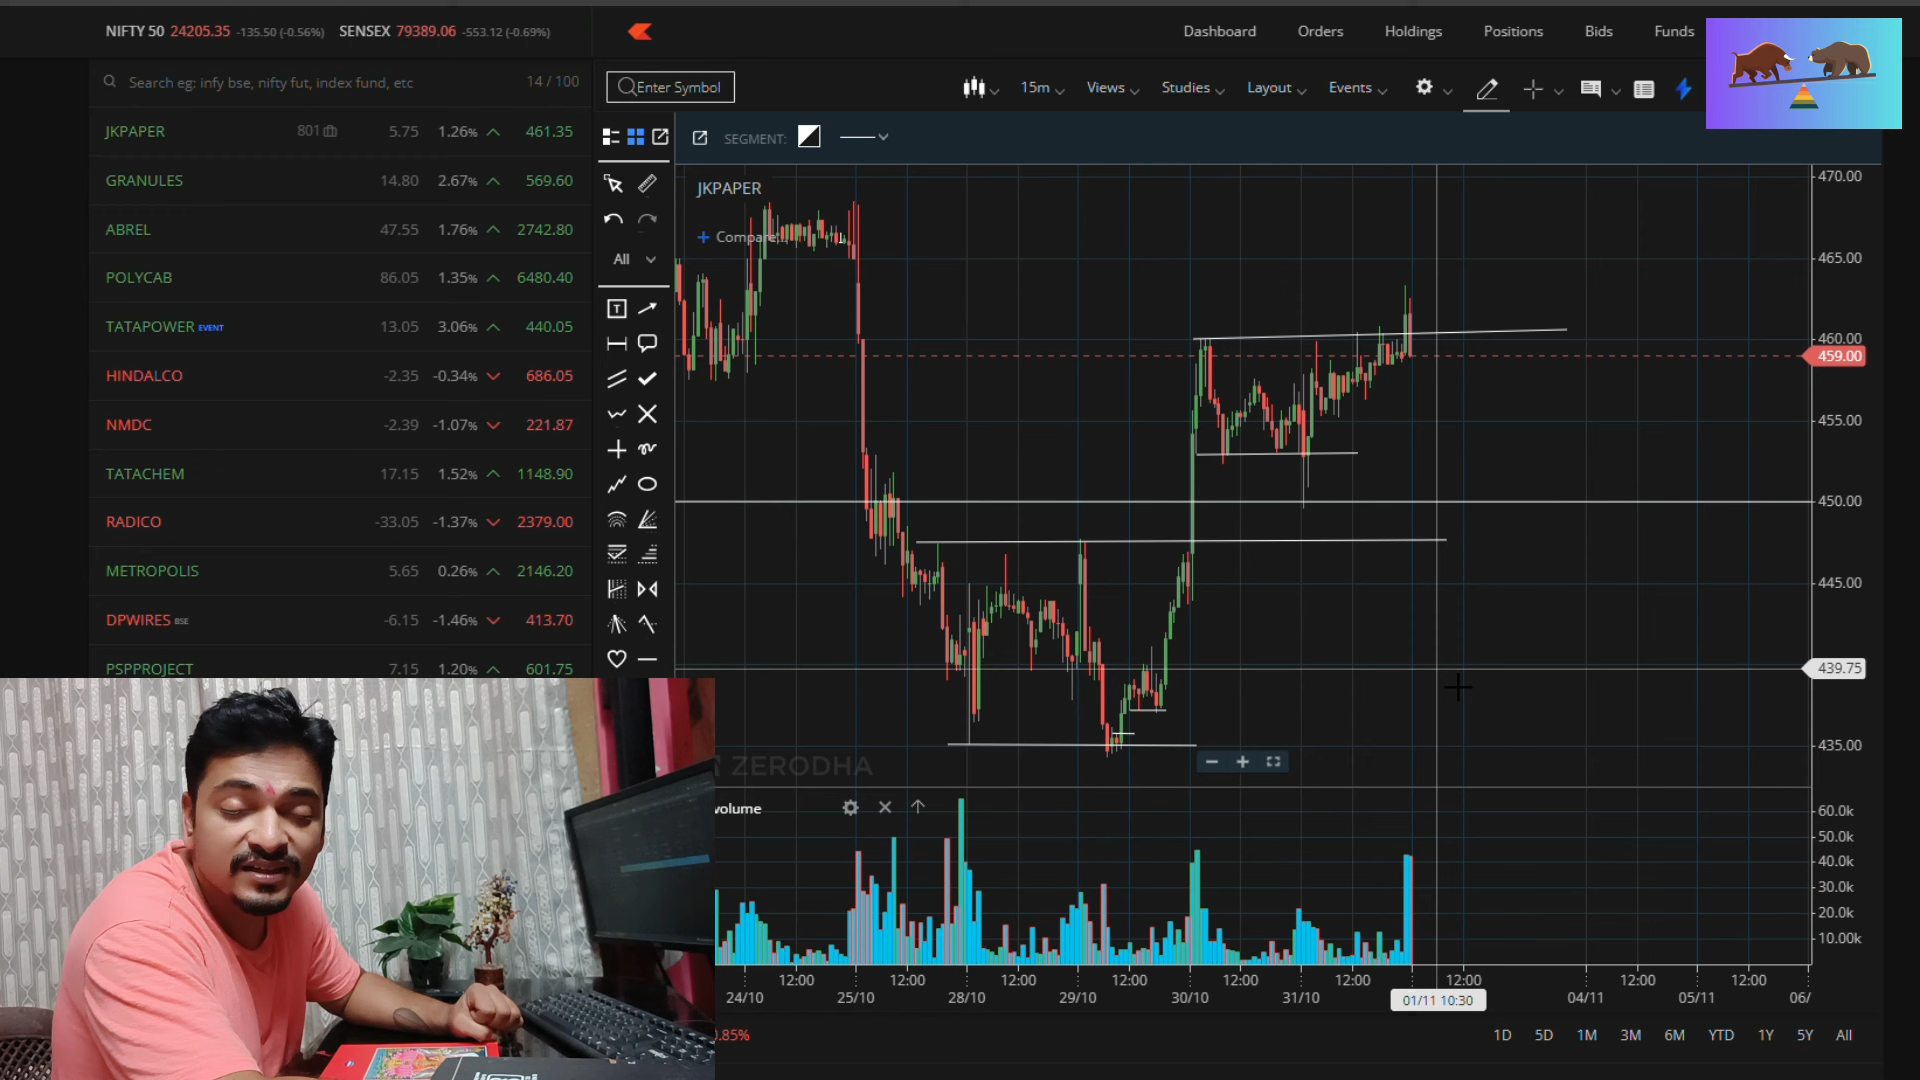 NIFTY 50 24205.35 -135.50 (-0.56%) SENSEX 79389.06 -553.12 (-0.69%)
Dashboard Orders Holdings Positions Bids Funds
Search eg: infy bse, nifty fut, index fund, etc 14 / 100
Enter Symbol 15m Views Studies Layout Events
SEGMENT:
JKPAPER 801 5.75 1.26% 461.35
GRANULES 14.80 2.67% 569.60
ABREL 47.55 1.76% 2742.80
POLYCAB 86.05 1.35% 6480.40
TATAPOWER EVENT 13.05 3.06% 440.05
HINDALCO -2.35 -0.34% 686.05
NMDC -2.39 -1.07% 221.87
TATACHEM 17.15 1.52% 1148.90
RADICO -33.05 -1.37% 2379.00
METROPOLIS 5.65 0.26% 2146.20
DPWIRES BSE -6.15 -1.46% 413.70
PSPPROJECT 7.15 1.20% 601.75
All
T
JKPAPER
Compare...
470.00
465.00
460.00
459.00
455.00
450.00
445.00
439.75
435.00
ZERODHA
volume
60.0k
50.0k
40.0k
30.0k
20.0k
10.00k
12:00 12:00 12:00 12:00 12:00 12:00 12:00 12:00 12:00
24/10 25/10 28/10 29/10 30/10 31/10 01/11 10:30 04/11 05/11 06/
0.85% 1D 5D 1M 3M 6M YTD 1Y 5Y All